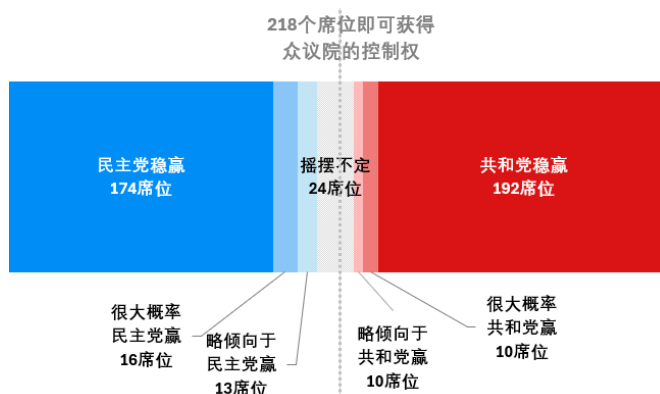 218个席位即可获得
众议院的控制权
民主党稳赢
174席位
摇摆不定
24席位
共和党稳赢
192席位
很大概率
民主党赢
16席位
略倾向于
民主党赢
13席位
略倾向于
共和党赢
10席位
很大概率
共和党赢
10席位